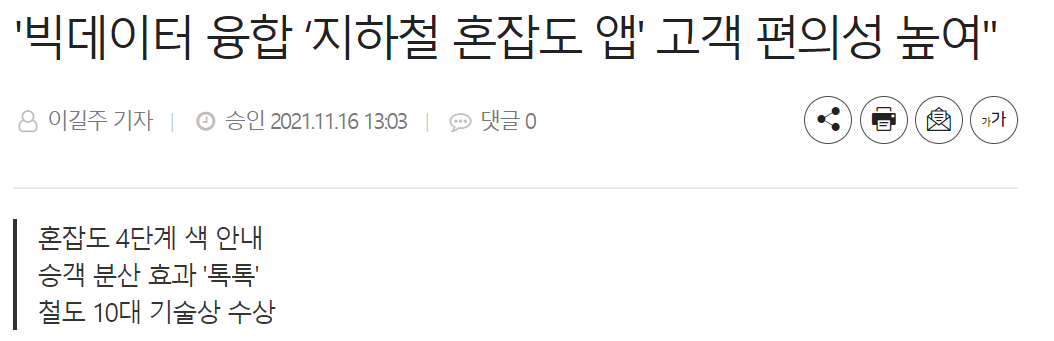 '빅데이터 융합 ‘지하철 혼잡도 앱' 고객 편의성 높여"
이길주 기자 | 승인 2021.11.16 13:03 | 댓글 0
가가
혼잡도 4단계 색 안내
승객 분산 효과 '톡톡'
철도 10대 기술상 수상